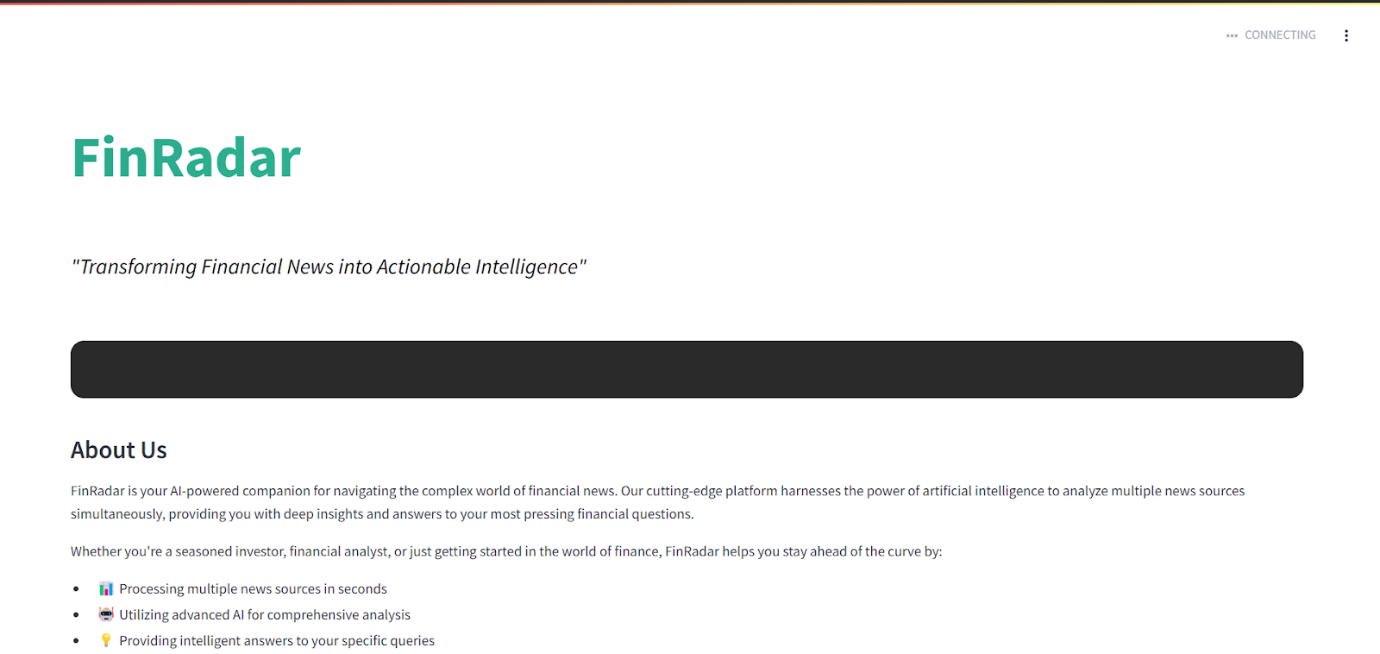 CONNECTING
FinRadar
"Transforming Financial News into Actionable Intelligence"
About Us
FinRadar is your AI-powered companion for navigating the complex world of financial news. Our cutting-edge platform harnesses the power of artificial intelligence to analyze multiple news sources
simultaneously, providing you with deep insights and answers to your most pressing financial questions.
Whether you're a seasoned investor, financial analyst, or just getting started in the world of finance, FinRadar helps you stay ahead of the curve by:
• 📊 Processing multiple news sources in seconds
• 🤖 Utilizing advanced AI for comprehensive analysis
• 💡 Providing intelligent answers to your specific queries